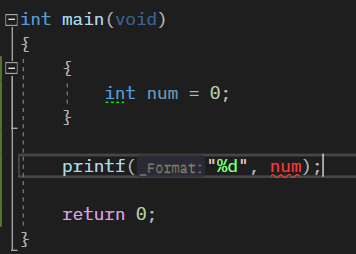 int main(void)
{
{
int num = 0;
}
printf(_Format:"%d", num);
return 0;
}